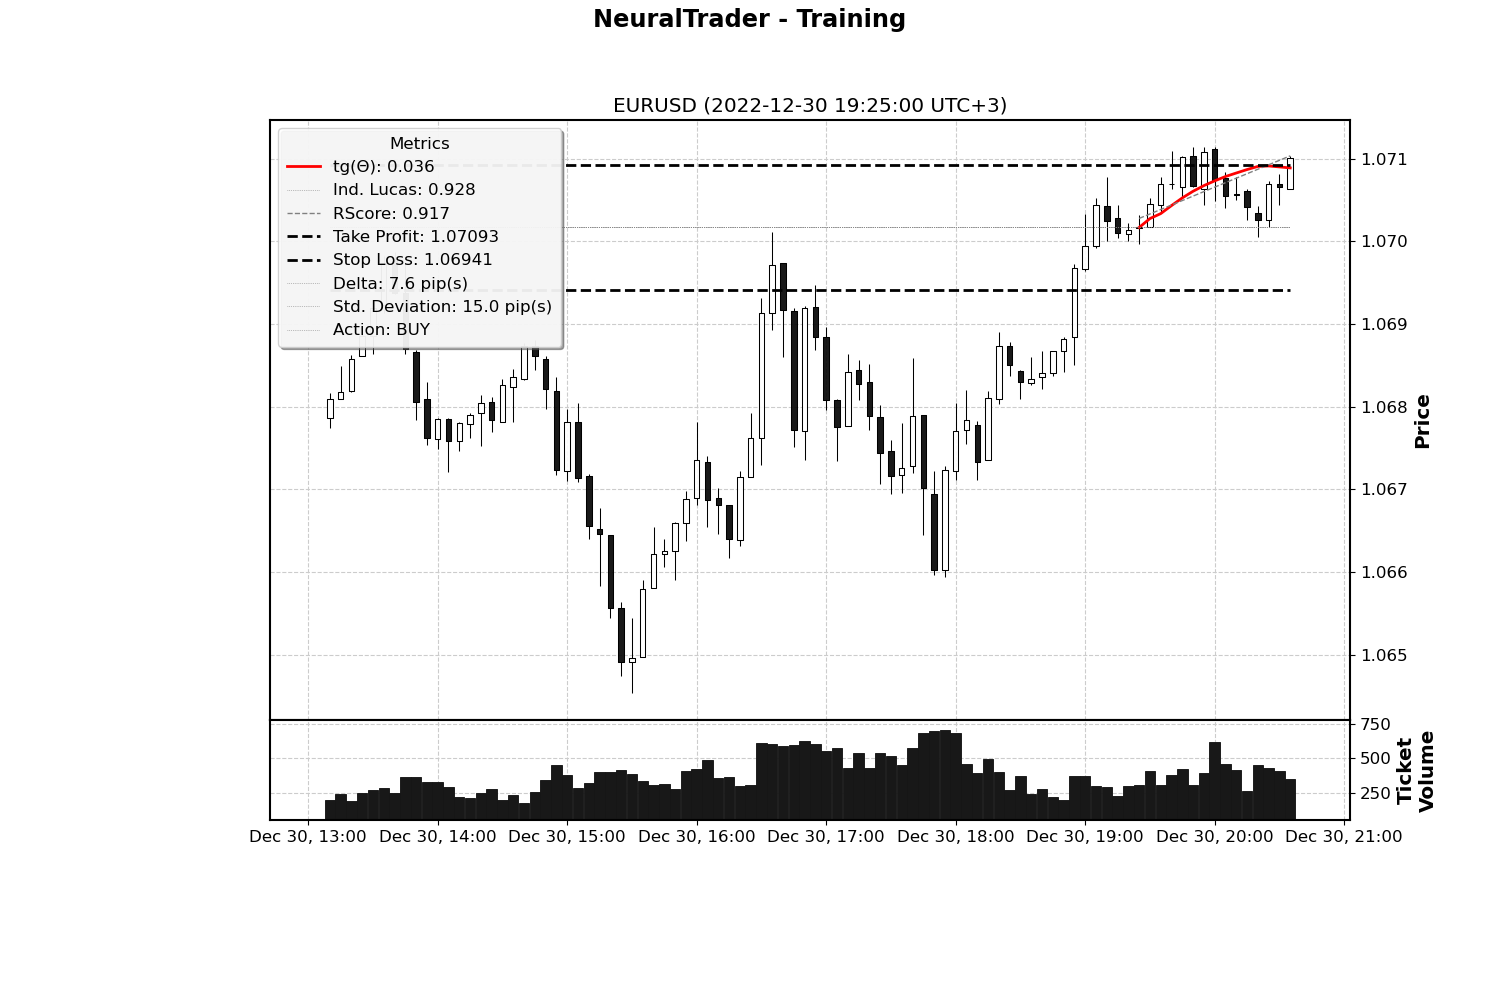 NeuralTrader - Training
EURUSD (2022-12-30 19:25:00 UTC+3)
Metrics
tg(Θ): 0.036
Ind. Lucas: 0.928
RScore: 0.917
Take Profit: 1.07093
Stop Loss: 1.06941
Delta: 7.6 pip(s)
Std. Deviation: 15.0 pip(s)
Action: BUY
1.071
1.070
1.069
1.068
1.067
1.066
1.065
Price
750
500
250
Ticket
Volume
Dec 30, 13:00 Dec 30, 14:00 Dec 30, 15:00 Dec 30, 16:00 Dec 30, 17:00 Dec 30, 18:00 Dec 30, 19:00 Dec 30, 20:00 Dec 30, 21:00